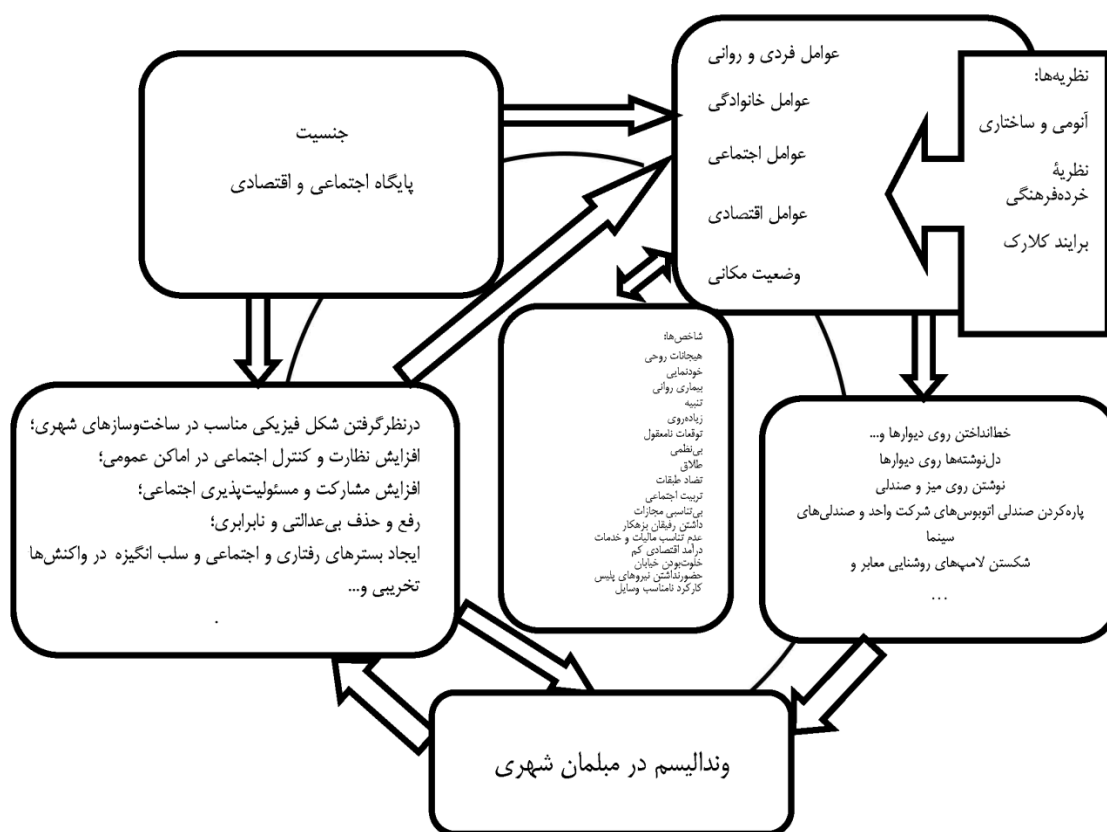 عوامل فردی و روانی
عوامل خانوادگی
عوامل اجتماعی
عوامل اقتصادی
وضعیت مکانی
نظریه‌ها:
آنومی و ساختاری
نظریۀ
خرده‌فرهنگی
برایند کلارک
جنسیت
پایگاه اجتماعی و اقتصادی
شاخص‌ها:
هیجانات روحی
خودنمایی
بیماری روانی
تنبیه
زیاده‌روی
توقعات نامعقول
بی‌نظمی
طلاق
تضاد طبقات
تربیت اجتماعی
بی‌تناسبی مجازات
داشتن رفیقان بزهکار
عدم تناسب مالیات و خدمات
درآمد اقتصادی کم
خلوت‌بودن خیابان
حضورنداشتن نیروهای پلیس
کارکرد نامناسب وسایل
خط‌انداختن روی دیوارها و...
دل‌نوشته‌ها روی دیوارها
نوشتن روی میز و صندلی
پاره‌کردن صندلی اتوبوس‌های شرکت واحد و صندلی‌های
سینما
شکستن لامپ‌های روشنایی معابر و
...
درنظرگرفتن شکل فیزیکی مناسب در ساخت‌وسازهای شهری؛
افزایش نظارت و کنترل اجتماعی در اماکن عمومی؛
افزایش مشارکت و مسئولیت‌پذیری اجتماعی؛
رفع و حذف بی‌عدالتی و نابرابری؛
ایجاد بسترهای رفتاری و اجتماعی و سلب انگیزه در واکنش‌ها
تخریبی و...
.
وندالیسم در مبلمان شهری